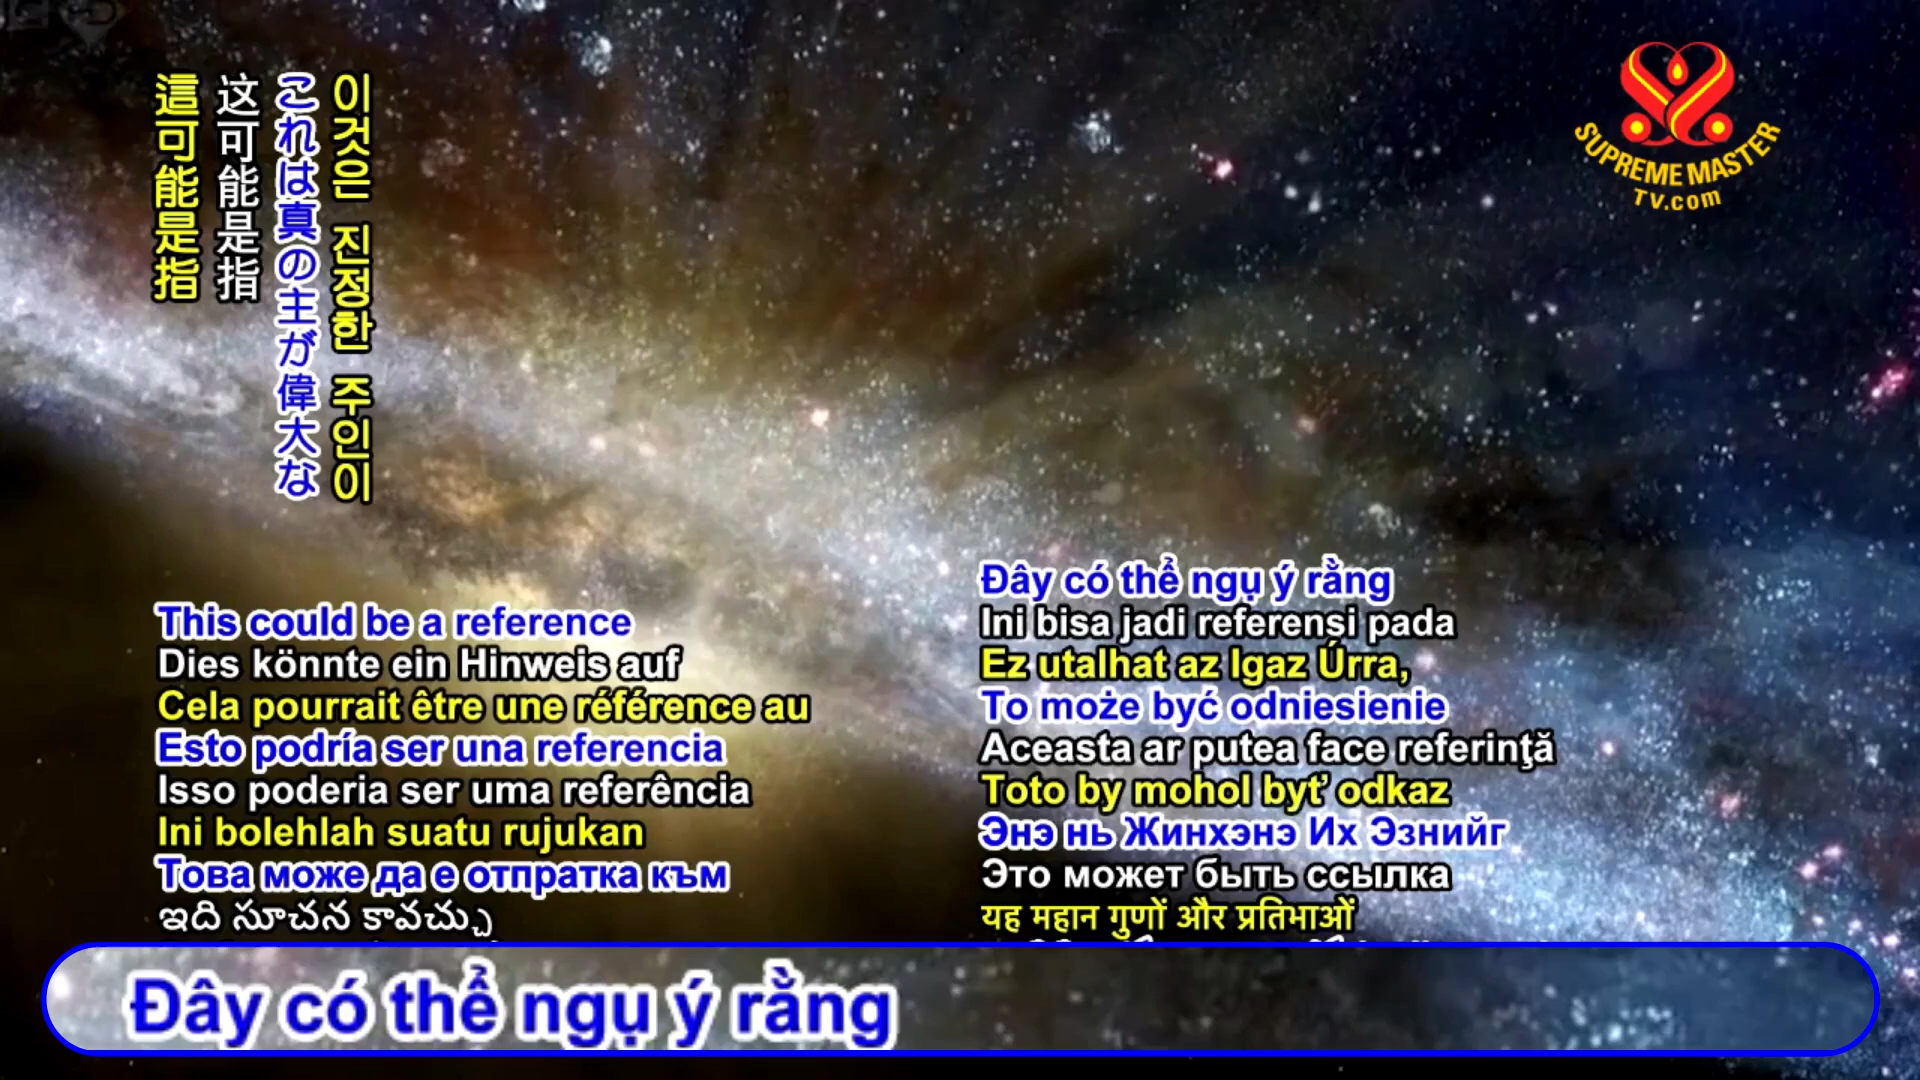 這可能是指
这可能是指
これは真の主が偉大な
이것은 진정한 주인이
SUPREME MASTER
TV.com
This could be a reference
Dies könnte ein Hinweis auf
Cela pourrait être une référence au
Esto podría ser una referencia
Isso poderia ser uma referência
Ini bolehlah suatu rujukan
Това може да е отпратка към
ఇది సూచన కావచ్చు
Đây có thể ngụ ý rằng
Ini bisa jadi referensi pada
Ez utalhat az Igaz Úrra,
To może być odniesienie
Aceasta ar putea face referinţă
Toto by mohol byť odkaz
Энэ нь Жинхэнэ Их Эзнийг
Это может быть ссылка
यह महान गुणों और प्रतिभाओं
Đây có thể ngụ ý rằng